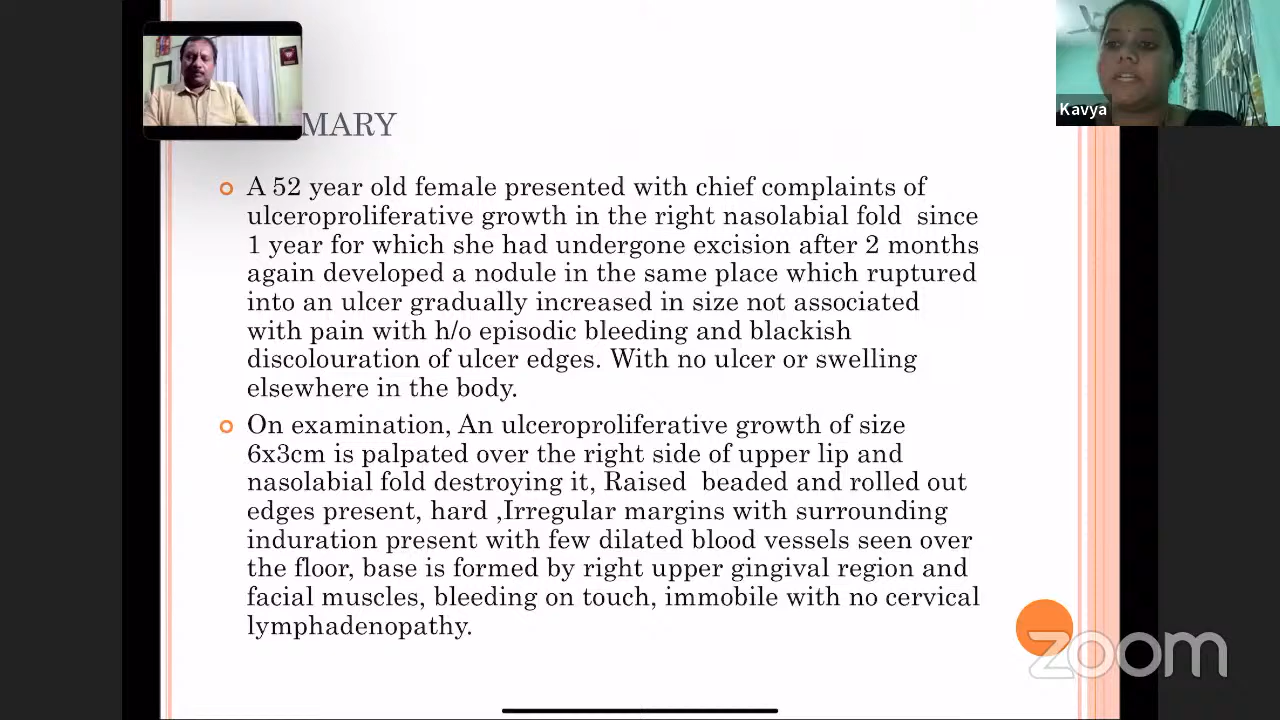 MARY
Kavya
A 52 year old female presented with chief complaints of
ulceroproliferative growth in the right nasolabial fold since
1 year for which she had undergone excision after 2 months
again developed a nodule in the same place which ruptured
into an ulcer gradually increased in size not associated
with pain with h/o episodic bleeding and blackish
discolouration of ulcer edges. With no ulcer or swelling
elsewhere in the body.
On examination, An ulceroproliferative growth of size
6x3cm is palpated over the right side of upper lip and
nasolabial fold destroying it, Raised beaded and rolled out
edges present, hard ,Irregular margins with surrounding
induration present with few dilated blood vessels seen over
the floor, base is formed by right upper gingival region and
facial muscles, bleeding on touch, immobile with no cervical
lymphadenopathy.
zoom